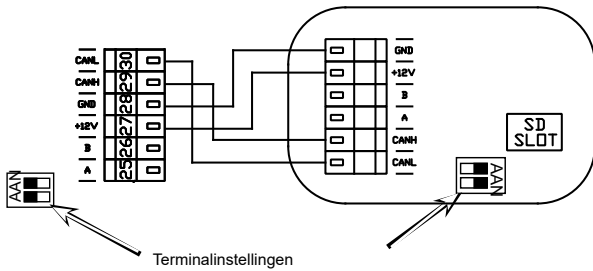 CANL 30
CANH 29
GND 28
+12V 27
B 26
A 25
GND
+12V
B
A
CANH
CANL
SD
SLOT
AAN
AAN
Terminalinstellingen